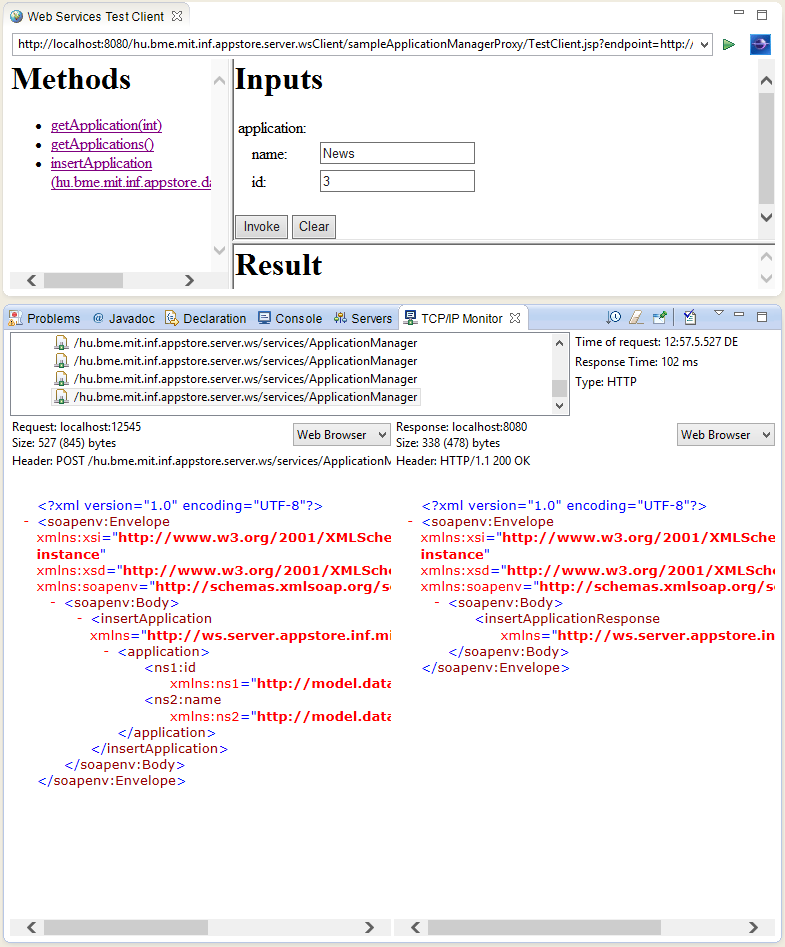 Web Services Test Client
http://localhost:8080/hu.bme.mit.inf.appstore.server.wsClient/sampleApplicationManagerProxy/TestClient.jsp?endpoint=http:/
Methods
getApplication(int)
getApplications()
insertApplication
(hu.bme.mit.inf.appstore.da
Inputs
application:
name: News
id: 3
Invoke Clear
Result
Problems @ Javadoc Declaration Console Servers TCP/IP Monitor
/hu.bme.mit.inf.appstore.server.ws/services/ApplicationManager
/hu.bme.mit.inf.appstore.server.ws/services/ApplicationManager
/hu.bme.mit.inf.appstore.server.ws/services/ApplicationManager
/hu.bme.mit.inf.appstore.server.ws/services/ApplicationManager
Time of request: 12:57.5.527 DE
Response Time: 102 ms
Type: HTTP
Request: localhost:12545
Size: 527 (845) bytes
Web Browser
Header: POST /hu.bme.mit.inf.appstore.server.ws/services/ApplicationM
Response: localhost:8080
Size: 338 (478) bytes
Web Browser
Header: HTTP/1.1 200 OK
<?xml version="1.0" encoding="UTF-8"?>
- <soapenv:Envelope
xmlns:xsi="http://www.w3.org/2001/XMLSche
instance"
xmlns:xsd="http://www.w3.org/2001/XMLSche
xmlns:soapenv="http://schemas.xmlsoap.org/so
- <soapenv:Body>
- <insertApplication
xmlns="http://ws.server.appstore.inf.mi
- <application>
<ns1:id
xmlns:ns1="http://model.data
<ns2:name
xmlns:ns2="http://model.data
</application>
</insertApplication>
</soapenv:Body>
</soapenv:Envelope>
<?xml version="1.0" encoding="UTF-8"?>
- <soapenv:Envelope
xmlns:xsi="http://www.w3.org/2001/XMLSche
instance"
xmlns:xsd="http://www.w3.org/2001/XMLSche
xmlns:soapenv="http://schemas.xmlsoap.org/so
- <soapenv:Body>
<insertApplicationResponse
xmlns="http://ws.server.appstore.in
</soapenv:Body>
</soapenv:Envelope>